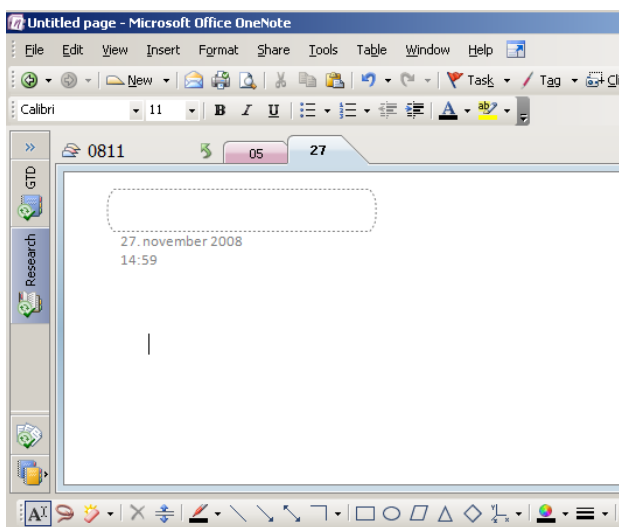 Untitled page - Microsoft Office OneNote
File Edit View Insert Format Share Tools Table Window Help
New Task Tag
Calibri 11 B I U A ab
0811 05 27
GTD
27. november 2008
14:59
Research
A